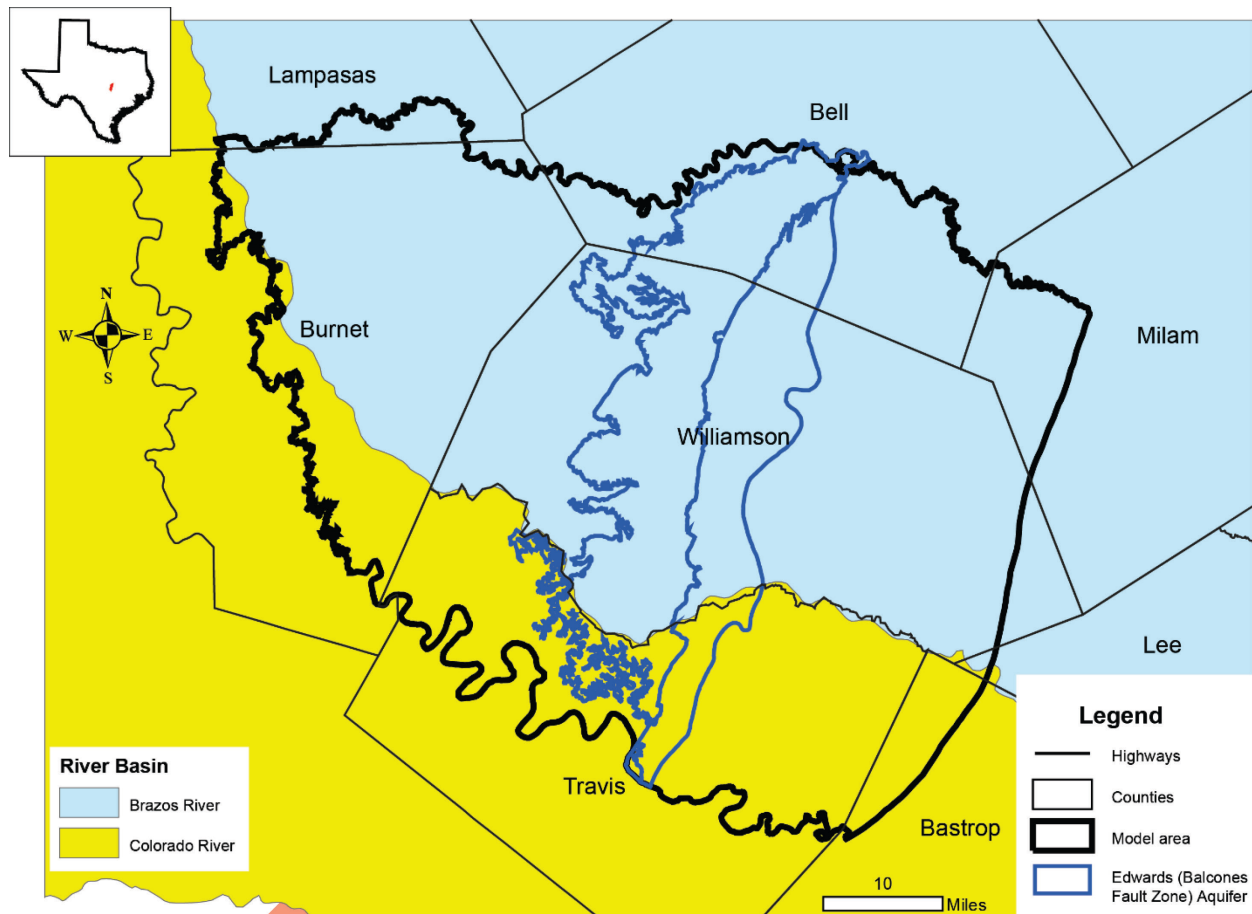 Lampasas
Bell
N
W E
S
Burnet
Milam
Williamson
Lee
Travis
Bastrop
River Basin
Brazos River
Colorado River
10
Miles
Legend
Highways
Counties
Model area
Edwards (Balcones
Fault Zone) Aquifer